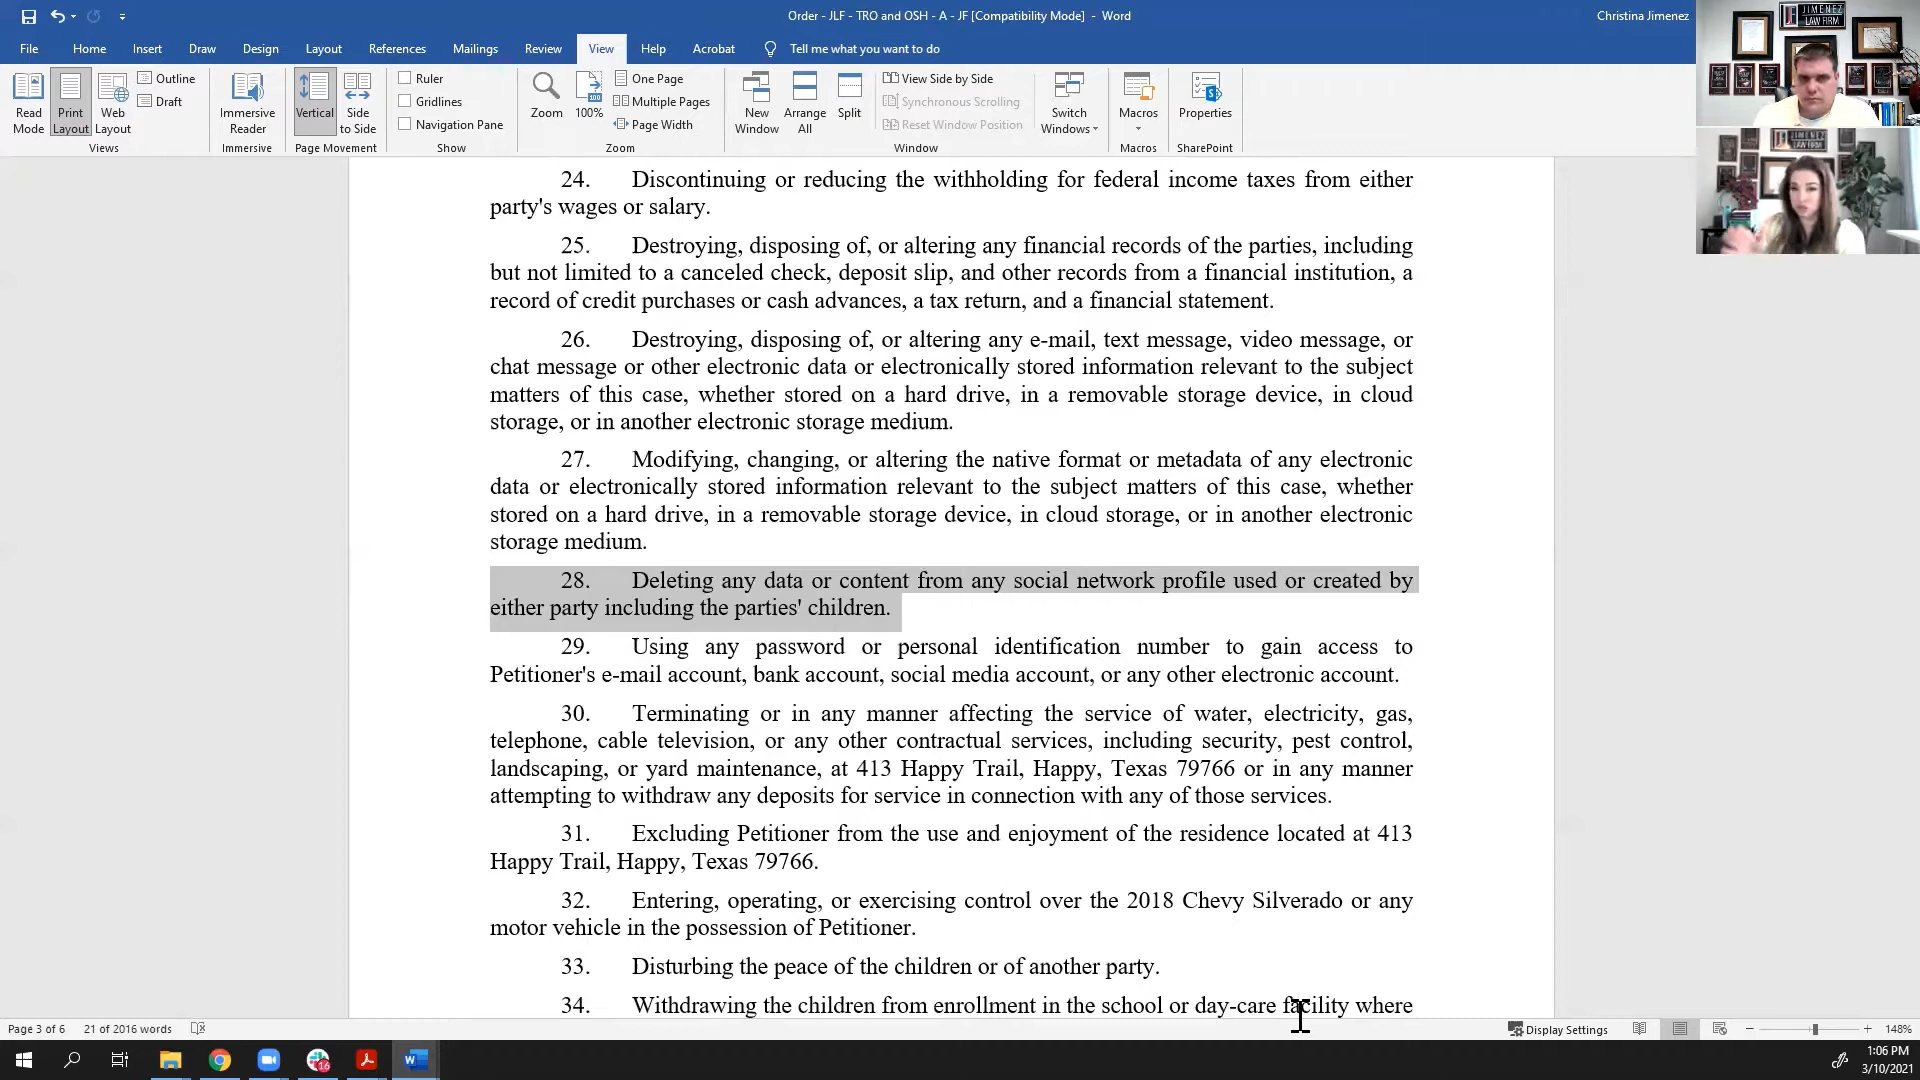 Order - JLF - TRO and OSH - A - JF [Compatibility Mode] - Word
Christina Jimenez
File Home Insert Draw Design Layout References Mailings Review View Help Acrobat Tell me what you want to do
Read Mode
Print Layout
Web Layout
Outline
Draft
Views
Immersive Reader
Immersive
Vertical
Side to Side
Page Movement
Ruler
Gridlines
Navigation Pane
Show
Zoom
100
100%
One Page
Multiple Pages
Page Width
Zoom
New Window
Arrange All
Split
View Side by Side
Synchronous Scrolling
Reset Window Position
Window
Switch Windows
Macros
Macros
Properties
SharePoint
JIMENEZ
LAW FIRM
JIMENEZ
LAW FIRM
24. Discontinuing or reducing the withholding for federal income taxes from either
party's wages or salary.
25. Destroying, disposing of, or altering any financial records of the parties, including
but not limited to a canceled check, deposit slip, and other records from a financial institution, a
record of credit purchases or cash advances, a tax return, and a financial statement.
26. Destroying, disposing of, or altering any e-mail, text message, video message, or
chat message or other electronic data or electronically stored information relevant to the subject
matters of this case, whether stored on a hard drive, in a removable storage device, in cloud
storage, or in another electronic storage medium.
27. Modifying, changing, or altering the native format or metadata of any electronic
data or electronically stored information relevant to the subject matters of this case, whether
stored on a hard drive, in a removable storage device, in cloud storage, or in another electronic
storage medium.
28. Deleting any data or content from any social network profile used or created by
either party including the parties' children.
29. Using any password or personal identification number to gain access to
Petitioner's e-mail account, bank account, social media account, or any other electronic account.
30. Terminating or in any manner affecting the service of water, electricity, gas,
telephone, cable television, or any other contractual services, including security, pest control,
landscaping, or yard maintenance, at 413 Happy Trail, Happy, Texas 79766 or in any manner
attempting to withdraw any deposits for service in connection with any of those services.
31. Excluding Petitioner from the use and enjoyment of the residence located at 413
Happy Trail, Happy, Texas 79766.
32. Entering, operating, or exercising control over the 2018 Chevy Silverado or any
motor vehicle in the possession of Petitioner.
33. Disturbing the peace of the children or of another party.
34. Withdrawing the children from enrollment in the school or day-care facility where
Page 3 of 6 21 of 2016 words
Display Settings
148%
16
1:06 PM
3/10/2021